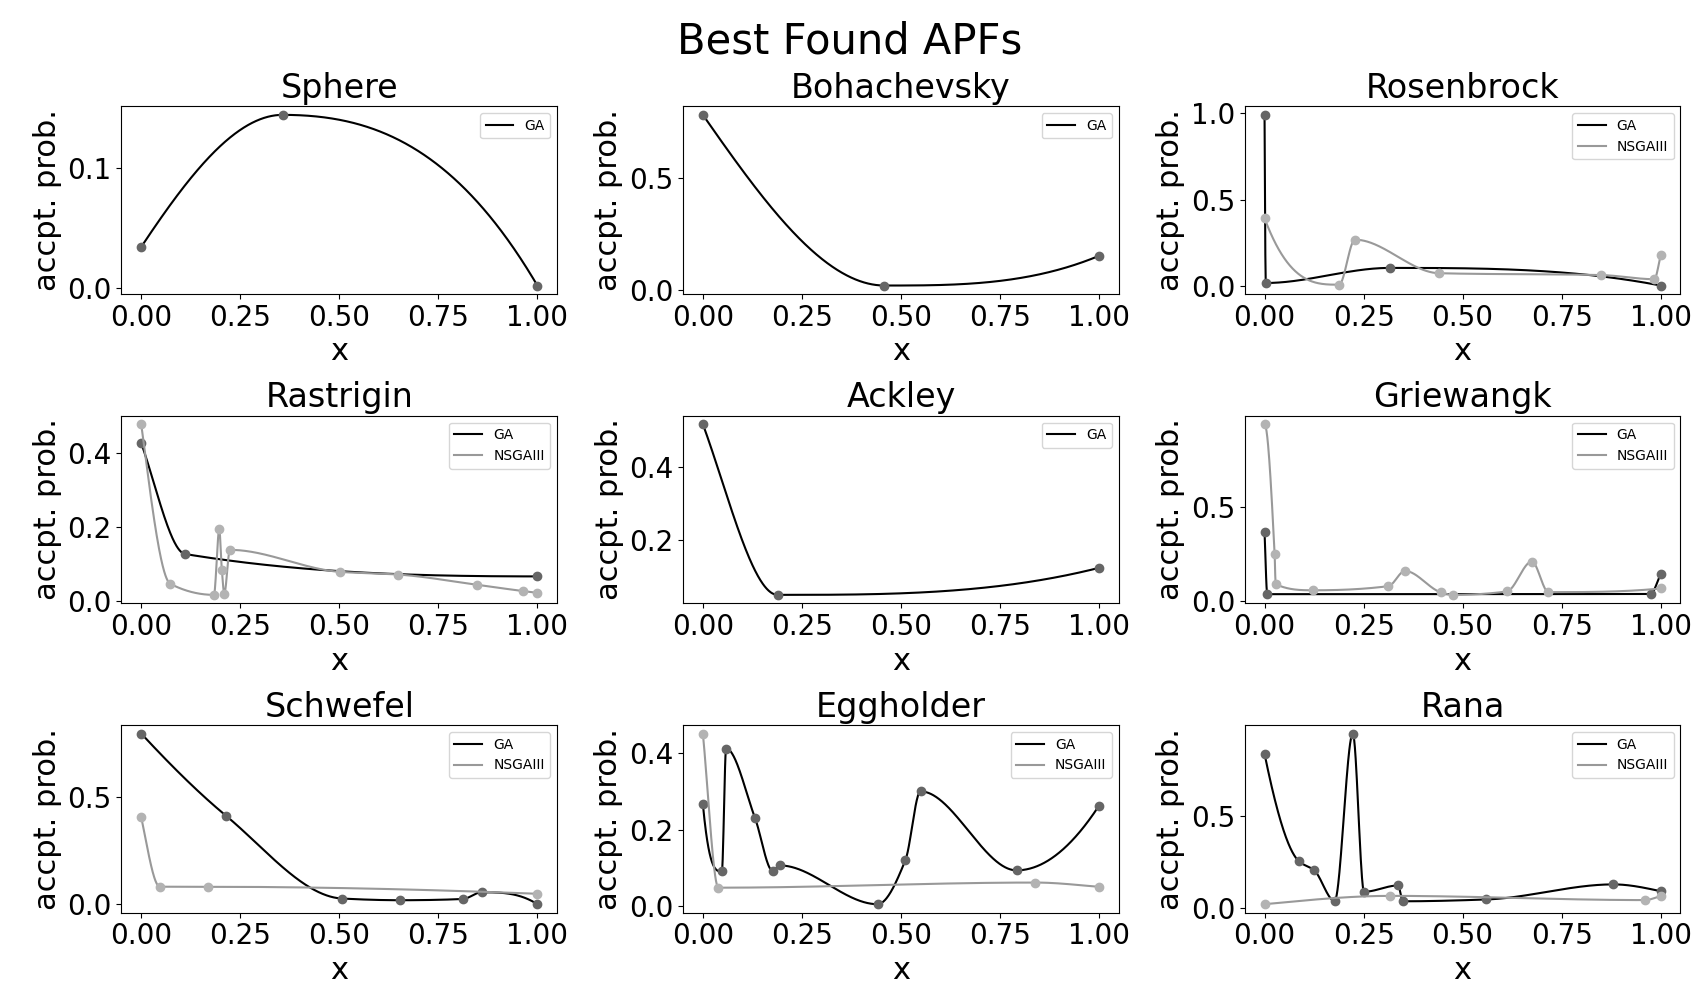 Best Found APFs
Sphere
accpt. prob.
0.1
0.0
GA
0.00 0.25 0.50 0.75 1.00
x
Bohachevsky
accpt. prob.
0.5
0.0
GA
0.00 0.25 0.50 0.75 1.00
x
Rosenbrock
accpt. prob.
1.0
0.5
0.0
GA
NSGAIII
0.00 0.25 0.50 0.75 1.00
x
Rastrigin
accpt. prob.
0.4
0.2
0.0
GA
NSGAIII
0.00 0.25 0.50 0.75 1.00
x
Ackley
accpt. prob.
0.4
0.2
GA
0.00 0.25 0.50 0.75 1.00
x
Griewangk
accpt. prob.
0.5
0.0
GA
NSGAIII
0.00 0.25 0.50 0.75 1.00
x
Schwefel
accpt. prob.
0.5
0.0
GA
NSGAIII
0.00 0.25 0.50 0.75 1.00
x
Eggholder
accpt. prob.
0.4
0.2
0.0
GA
NSGAIII
0.00 0.25 0.50 0.75 1.00
x
Rana
accpt. prob.
0.5
0.0
GA
NSGAIII
0.00 0.25 0.50 0.75 1.00
x